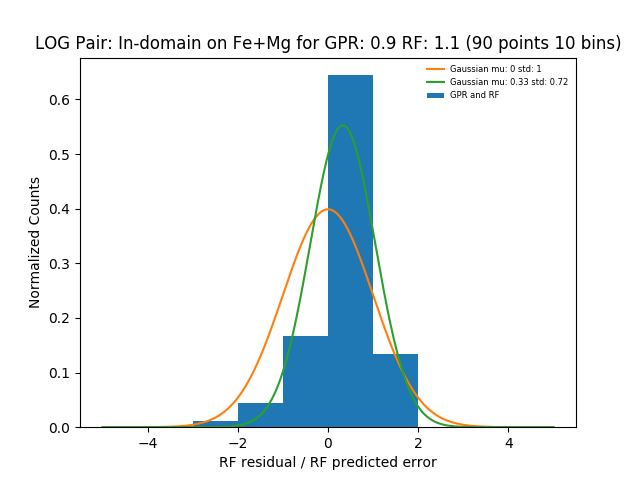 LOG Pair: In-domain on Fe+Mg for GPR: 0.9 RF: 1.1 (90 points 10 bins)
Gaussian mu: 0 std: 1
Gaussian mu: 0.33 std: 0.72
GPR and RF
Normalized Counts
0.6
0.5
0.4
0.3
0.2
0.1
0.0
−4
−2
0
2
4
RF residual / RF predicted error